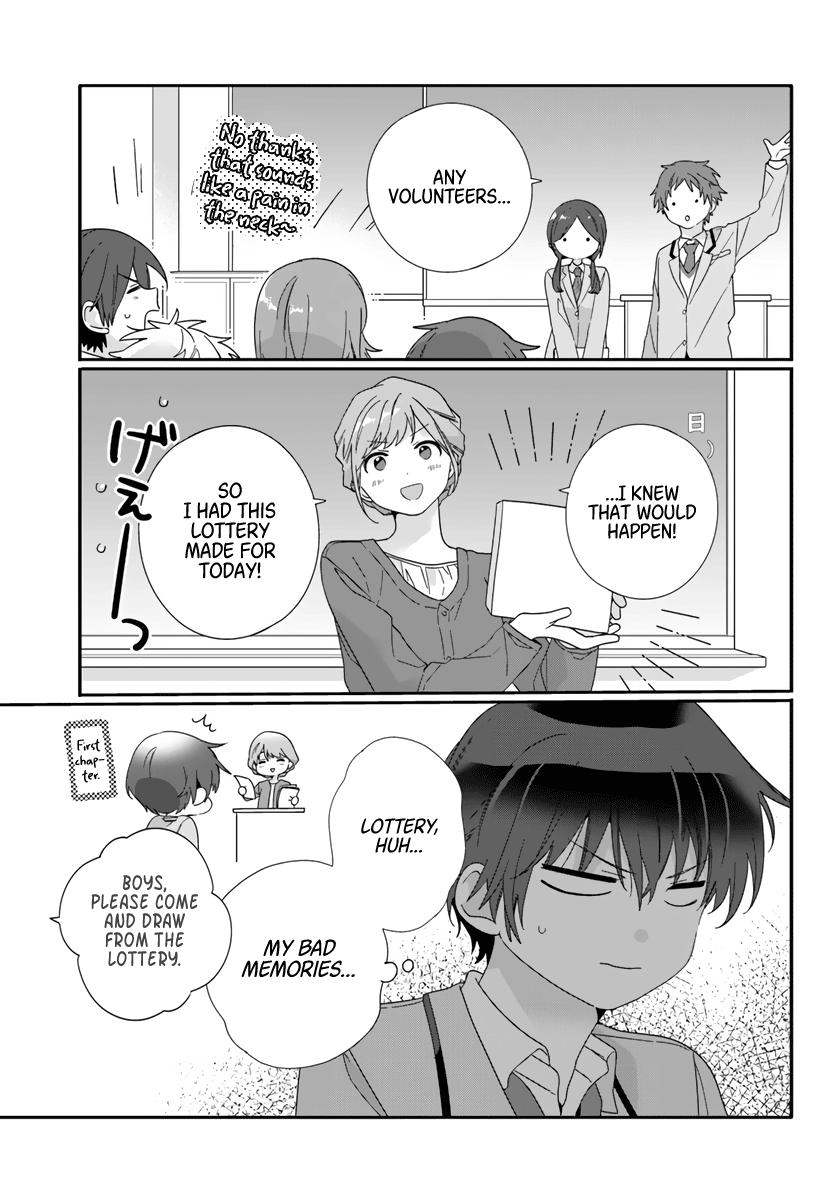 ANY
VOLUNTEERS...
No thanks,
that sounds
like a pain in
the neck~
...I KNEW
THAT WOULD
HAPPEN!
日
SO
I HAD THIS
LOTTERY
MADE FOR
TODAY!
げぇーっ
LOTTERY,
HUH...
MY BAD
MEMORIES...
First
chap-
ter.
BOYS,
PLEASE COME
AND DRAW
FROM THE
LOTTERY.